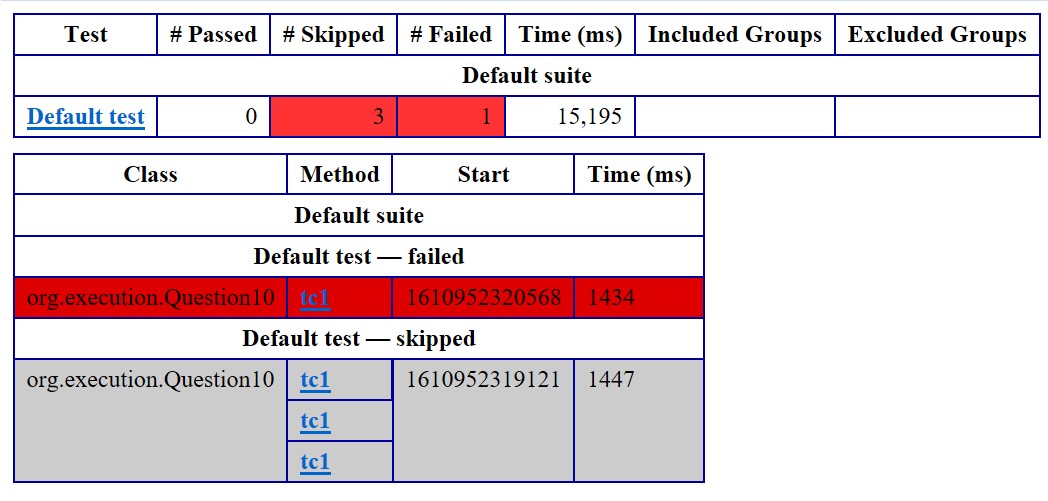 Test # Passed # Skipped # Failed Time (ms) Included Groups Excluded Groups
Default suite
Default test 0 3 1 15,195
Class Method Start Time (ms)
Default suite
Default test — failed
org.execution.Question10 tc1 1610952320568 1434
Default test — skipped
org.execution.Question10 tc1 1610952319121 1447
tc1
tc1